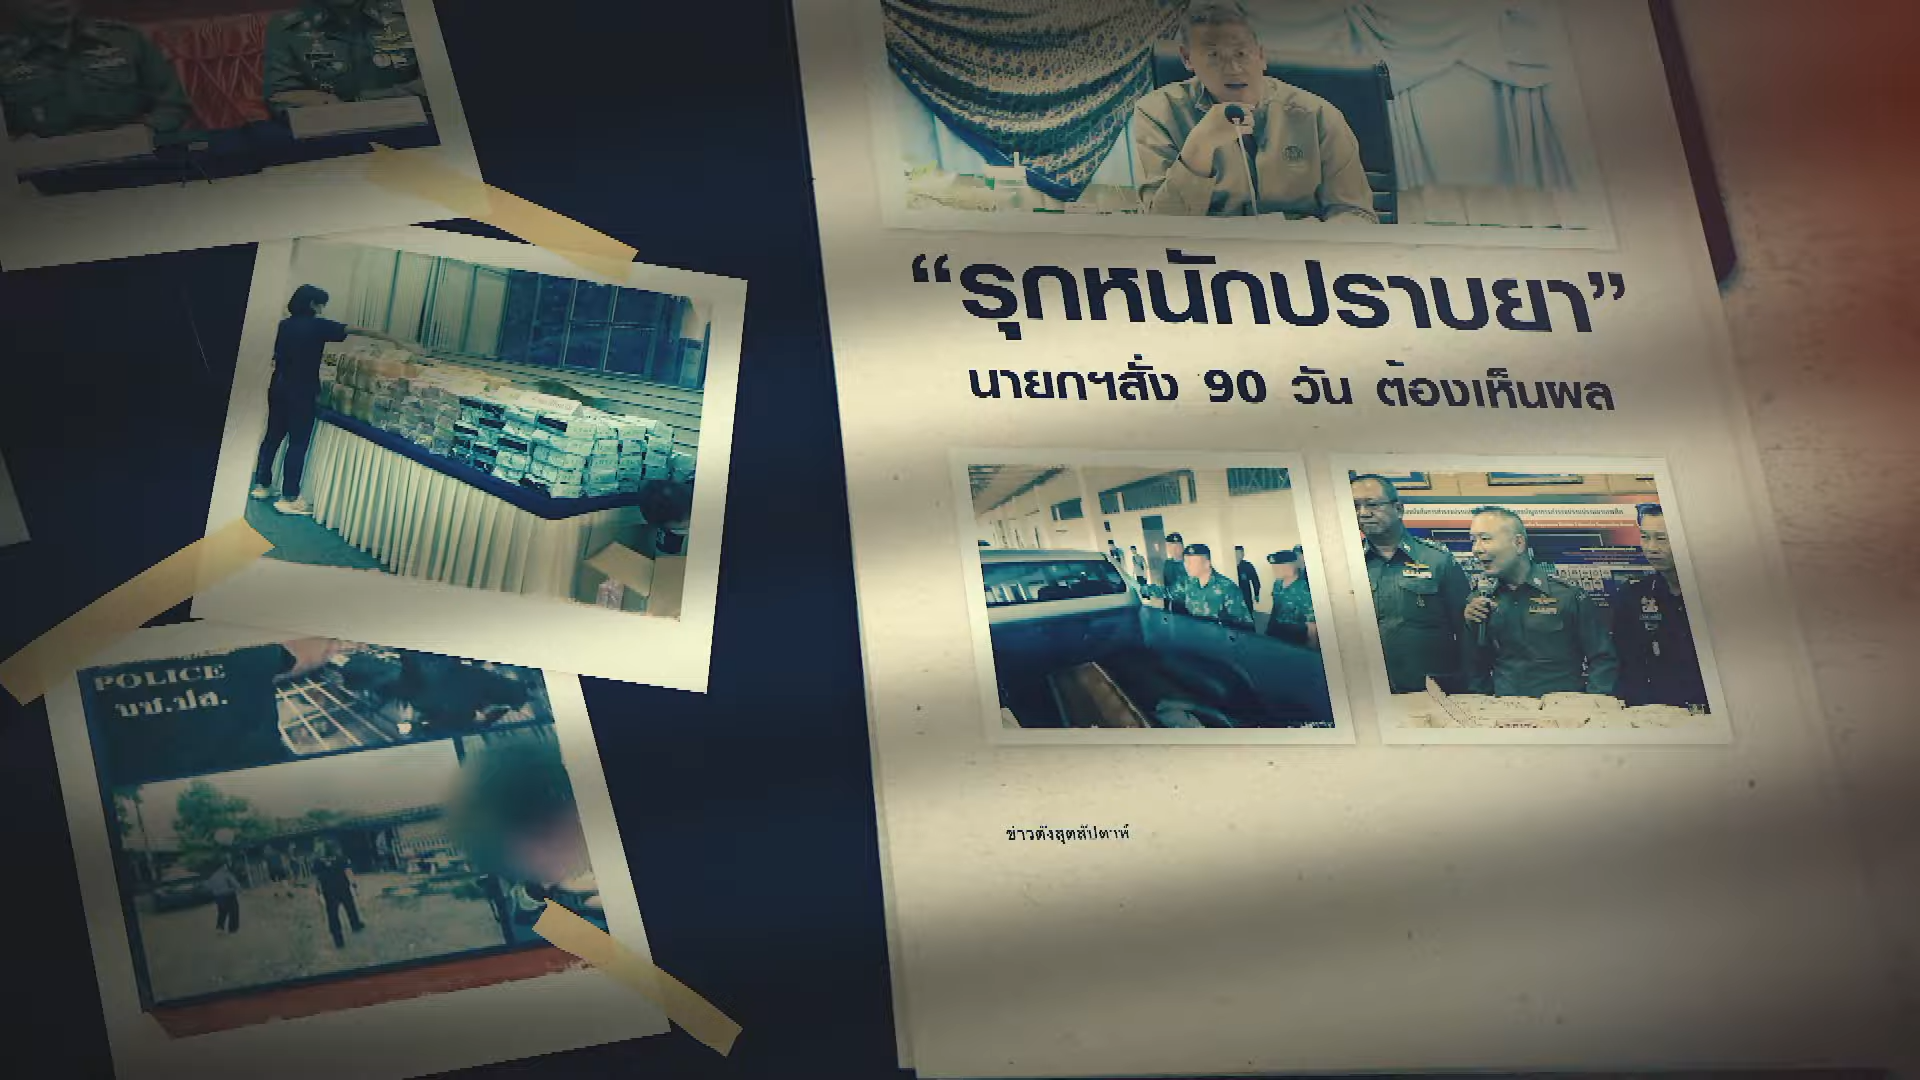 “รุกหนักปราบยา”
นายกฯสั่ง 90 วัน ต้องเห็นผล
ข่าวดังสุดสัปดาห์
POLICE
บช.ปส.